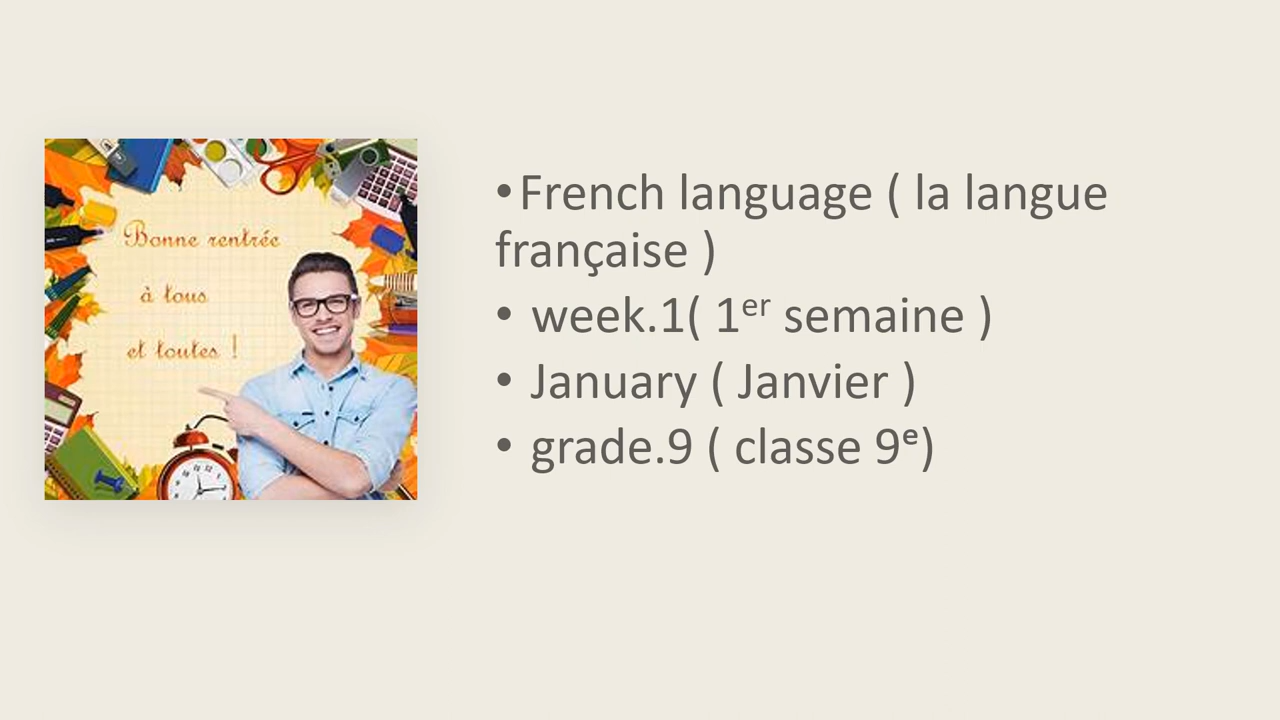 Bonne rentrée
à tous
et toutes !
•French language ( la langue
française )
• week.1( 1er semaine )
• January ( Janvier )
• grade.9 ( classe 9e)